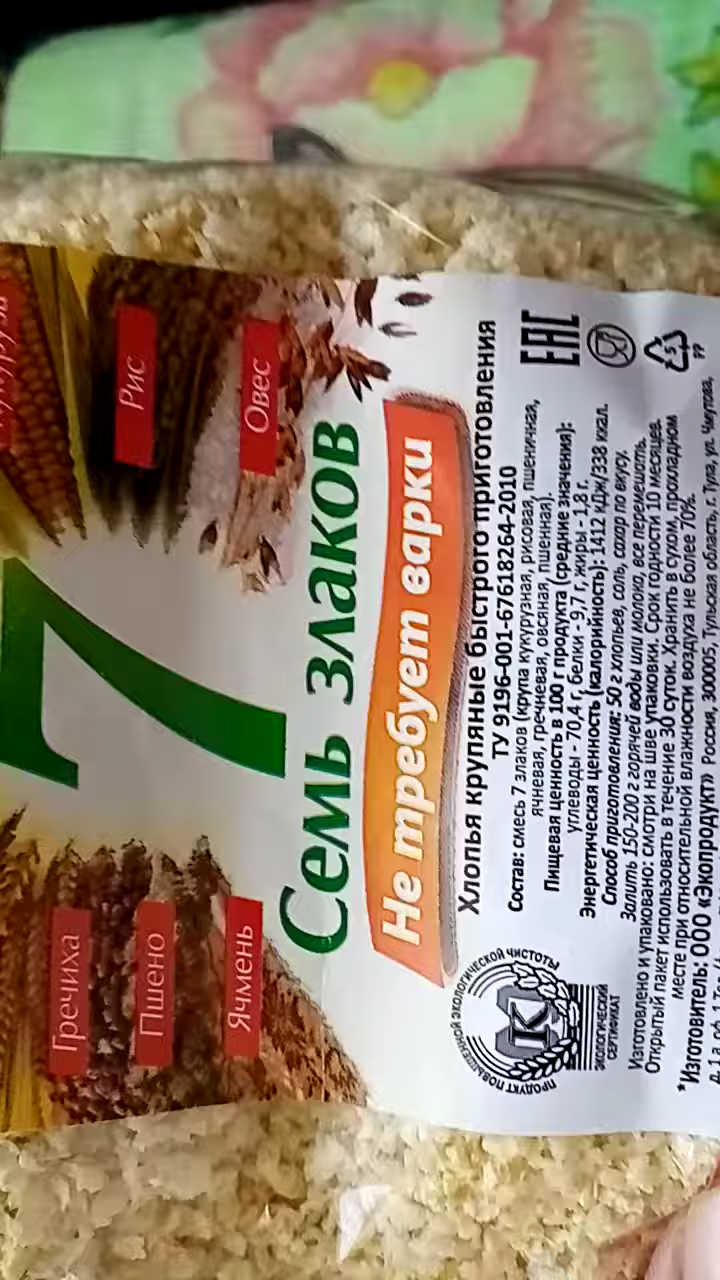 Рис
Овес
Гречиха
Пшено
Ячмень
7
Семь злаков
Не требует варки
Хлопья крупяные быстрого приготовления
ТУ 9196-001-67618264-2010
Состав: смесь 7 злаков (крупа кукурузная, рисовая, пшеничная,
ячневая, гречневая, овсяная, пшенная).
Пищевая ценность в 100 г продукта (средние значения):
углеводы - 70,4 г, белки - 9,7 г, жиры - 1,8 г.
Энергетическая ценность (калорийность): 1412 кДж/338 ккал.
Способ приготовления: 50 г хлопьев, соль, сахар по вкусу.
Залить 150-200 г горячей воды или молоко, все перемешать.
Изготовлено и упаковано: смотри на шве упаковки. Срок годности 10 месяцев.
Открытый пакет использовать в течение 30 суток. Хранить в сухом, прохладном
месте при относительной влажности воздуха не более 70%.
*Изготовитель: ООО «Экопродукт» Россия, 300005, Тульская область, г. Тула, ул. Чмутова,
ЕАС
5
PP
ПРОДУКТ ПОВЫШЕННОЙ ЭКОЛОГИЧЕСКОЙ ЧИСТОТЫ
К
ЭКОЛОГИЧЕСКИЙ
СЕРТИФИКАТ